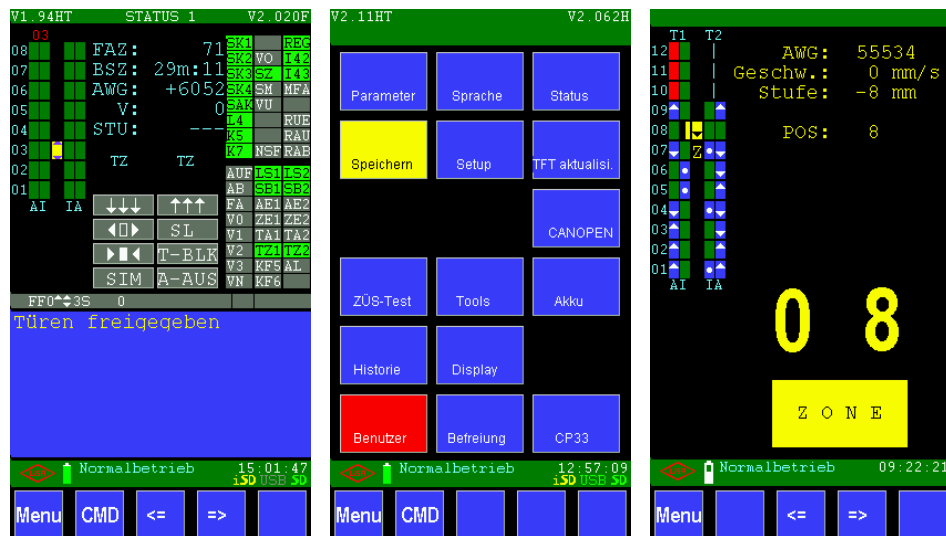 V1.94HT STATUS 1 V2.020F
03
08 FAZ: 71 SK1 REG
07 BSZ: 29m:11 SK2 VO I42
06 AWG: +6052 SK3 SZ I43
05 V: 0 SK4 SM MFA
04 STU: --- SAK VU
03 TZ TZ L4 RUE
02 K5 RAU
01 K7 NSF RAB
AI IA AUF LS1 LS2
↓↓↓ ↑↑↑ AB SB1 SB2
SL FA AE1 AE2
T-BLK V0 ZE1 ZE2
SIM A-AUS V1 TA1 TA2
V2 TZ1 TZ2
V3 KF5 AL
VN KF6
FF0 3S 0
Türen freigegeben
Normalbetrieb 15:01:47
iSD USB SD
Menu CMD <= =>
V2.11HT V2.062H
Parameter Sprache Status
Speichern Setup TFT aktualisi.
CANOPEN
ZÜS-Test Tools Akku
Historie Display
Benutzer Befreiung CP33
Normalbetrieb 12:57:09
iSD USB SD
Menu CMD
T1 T2
12 AWG: 55534
11 Geschw.: 0 mm/s
10 Stufe: -8 mm
09
08 POS: 8
07 Z
06
05
04
03
02
01
AI IA
0 8
Z O N E
Normalbetrieb 09:22:21
Menu <= =>